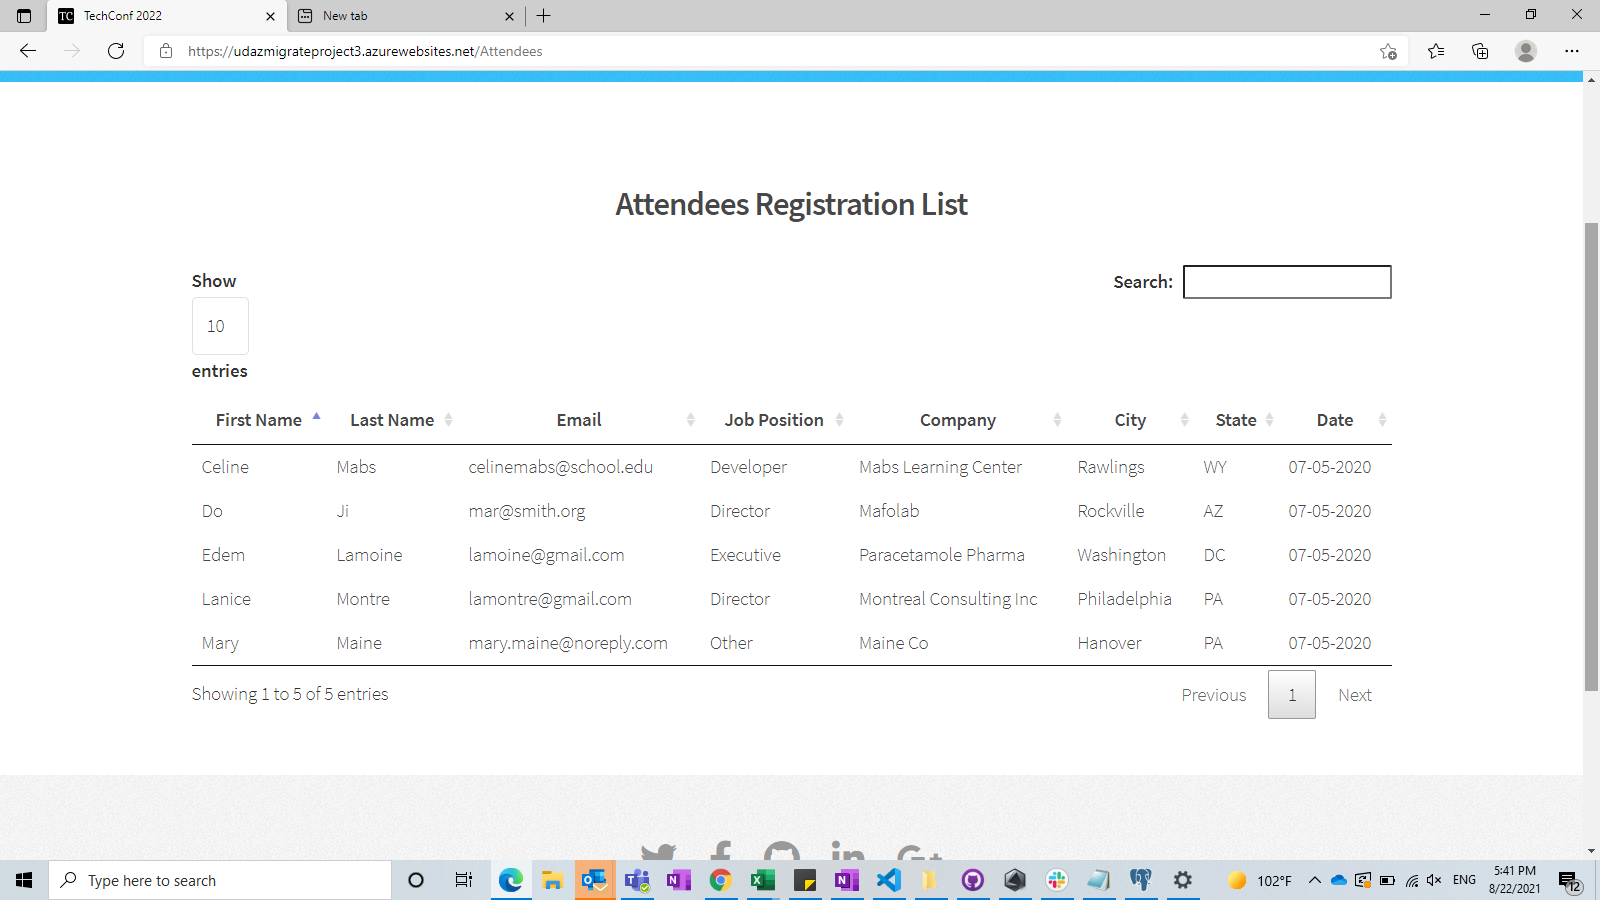 TechConf 2022
New tab
https://udazmigrateproject3.azurewebsites.net/Attendees
Attendees Registration List
Show
10
entries
Search:
First Name Last Name Email Job Position Company City State Date
Celine Mabs celinemabs@school.edu Developer Mabs Learning Center Rawlings WY 07-05-2020
Do Ji mar@smith.org Director Mafolab Rockville AZ 07-05-2020
Edem Lamoine lamoine@gmail.com Executive Paracetamole Pharma Washington DC 07-05-2020
Lanice Montre lamontre@gmail.com Director Montreal Consulting Inc Philadelphia PA 07-05-2020
Mary Maine mary.maine@noreply.com Other Maine Co Hanover PA 07-05-2020
Showing 1 to 5 of 5 entries
Previous 1 Next
Type here to search
102°F
ENG
5:41 PM
8/22/2021
12